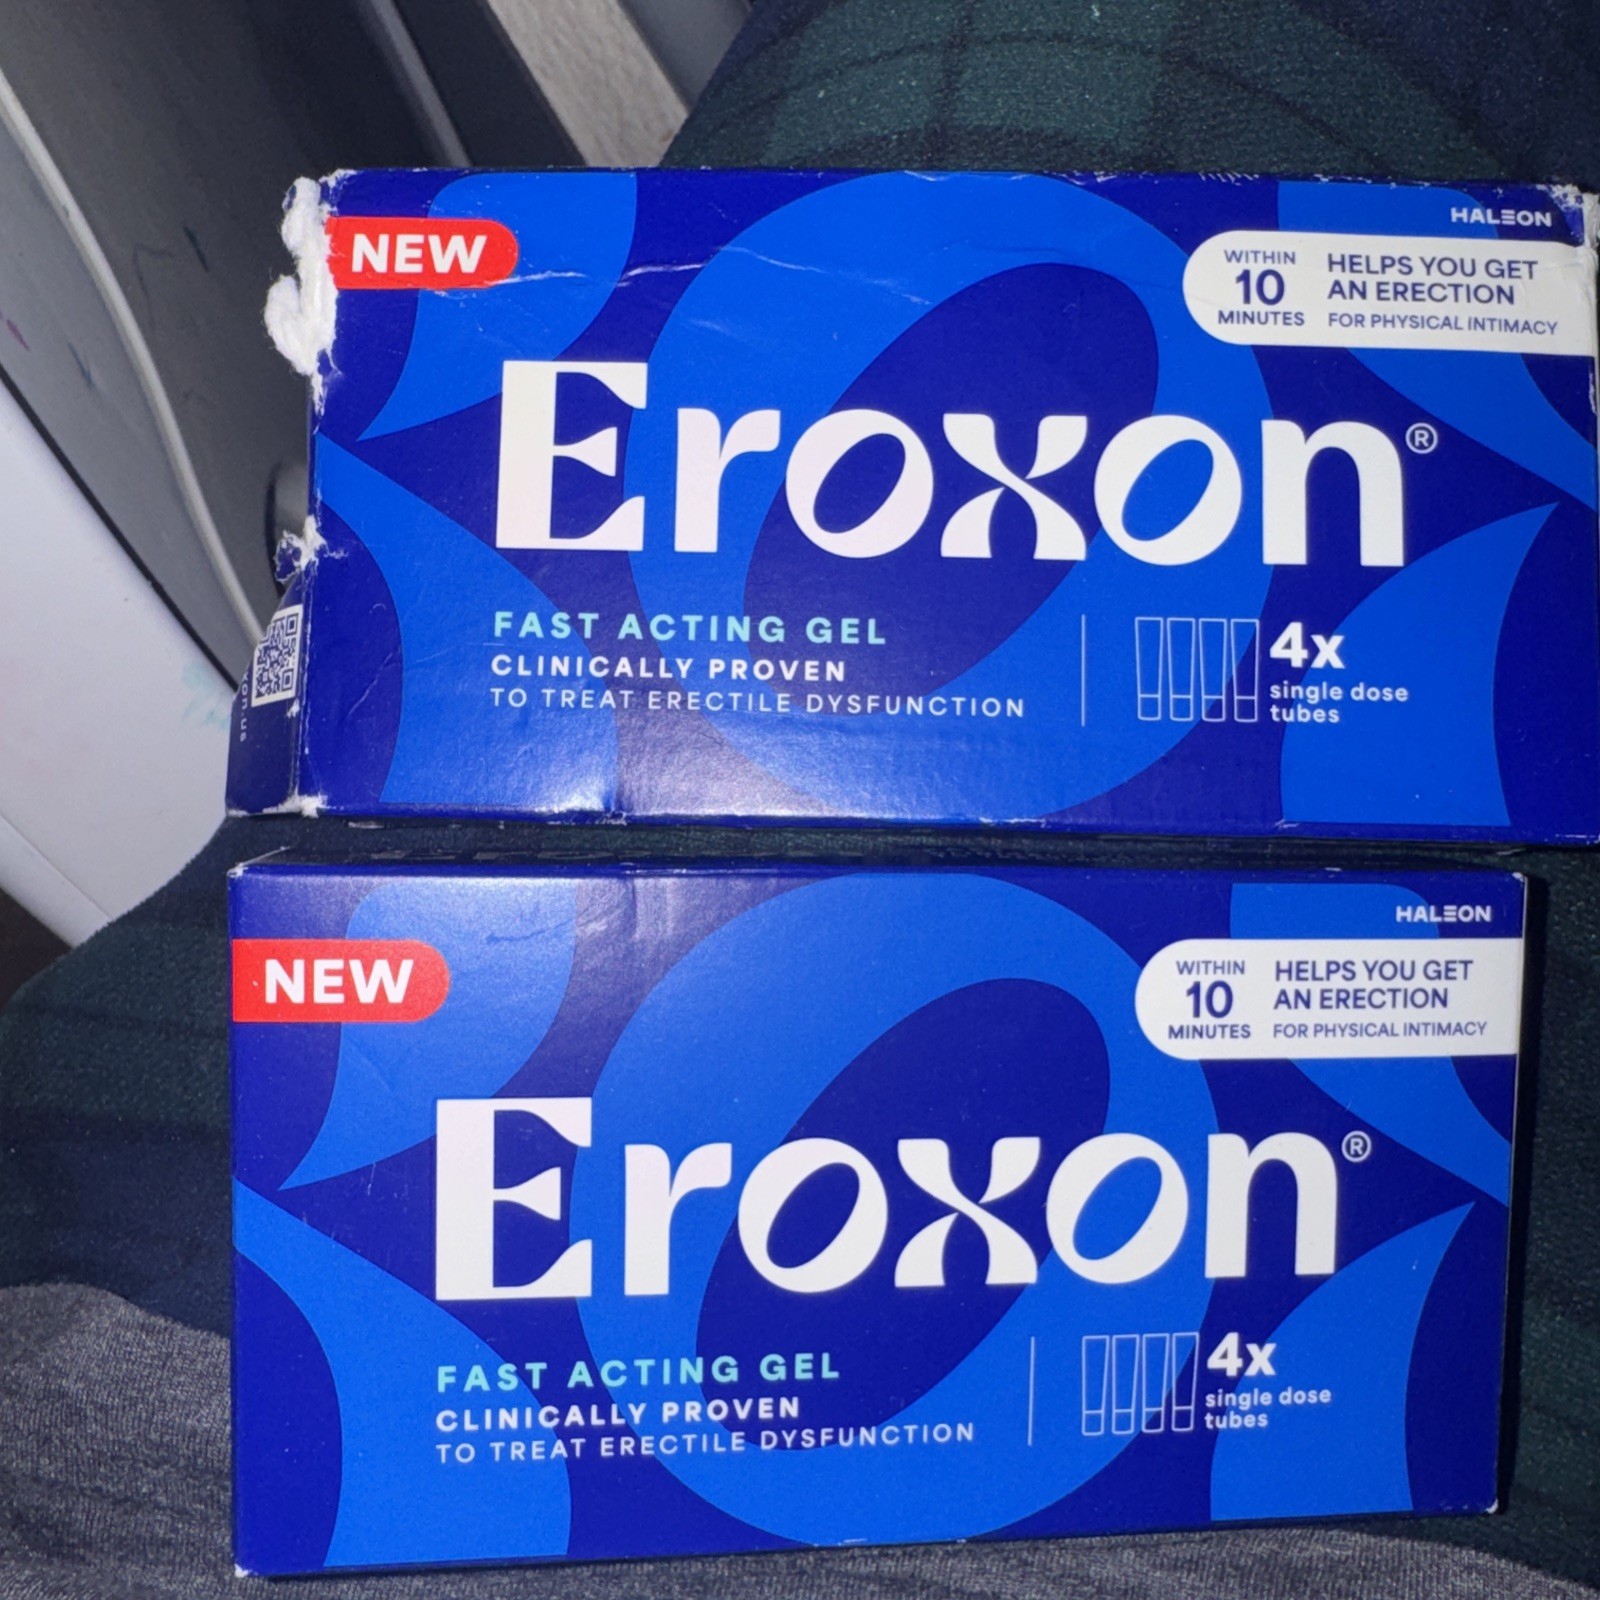 HALEON
NEW
WITHIN
10
MINUTES
HELPS YOU GET
AN ERECTION
FOR PHYSICAL INTIMACY
Eroxon®
FAST ACTING GEL
CLINICALLY PROVEN
TO TREAT ERECTILE DYSFUNCTION
4x
single dose
tubes
HALEON
NEW
WITHIN
10
MINUTES
HELPS YOU GET
AN ERECTION
FOR PHYSICAL INTIMACY
Eroxon®
FAST ACTING GEL
CLINICALLY PROVEN
TO TREAT ERECTILE DYSFUNCTION
4x
single dose
tubes